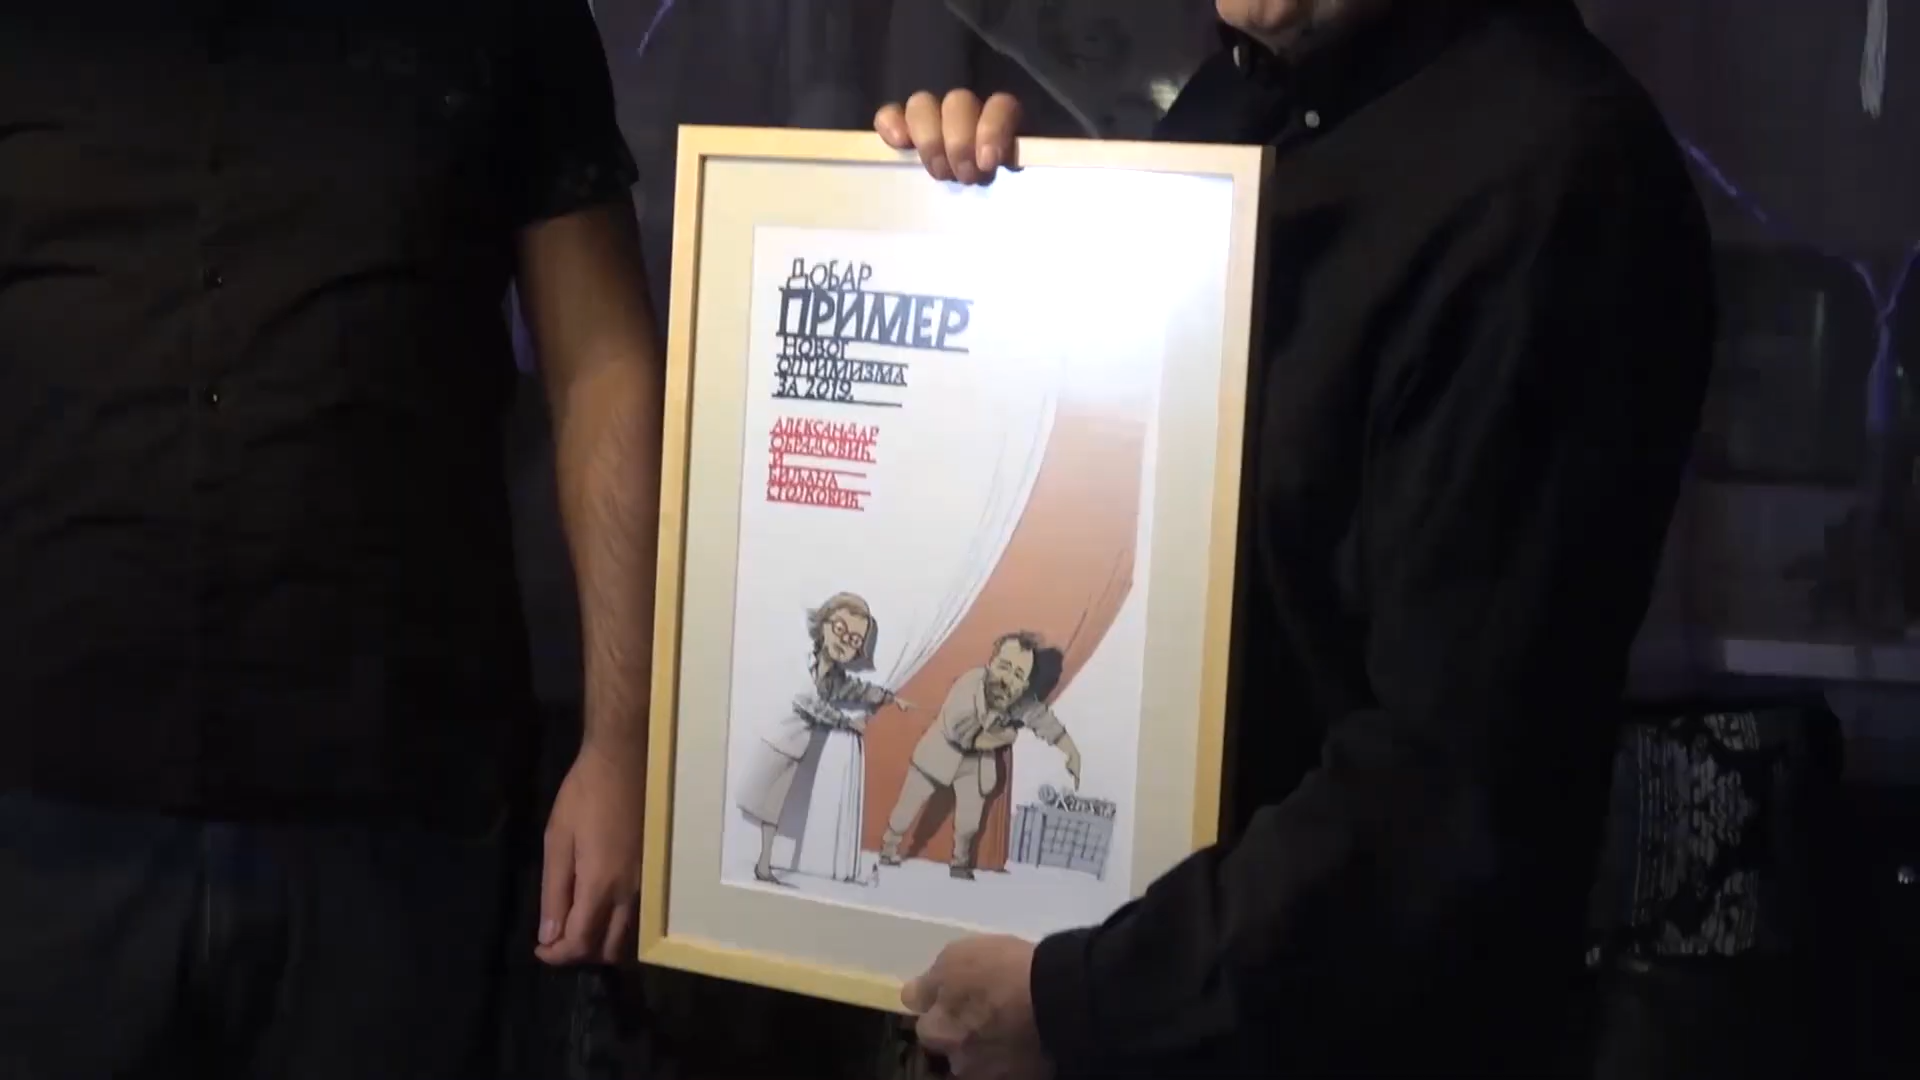 ДОБАР
ПРИМЕР
НОВОГ
ОПТИМИЗМА
ЗА 2019.
АЛЕКСАНДАР
ОБРАДОВИЋ
И
БИЉАНА
СТОЈКОВИЋ